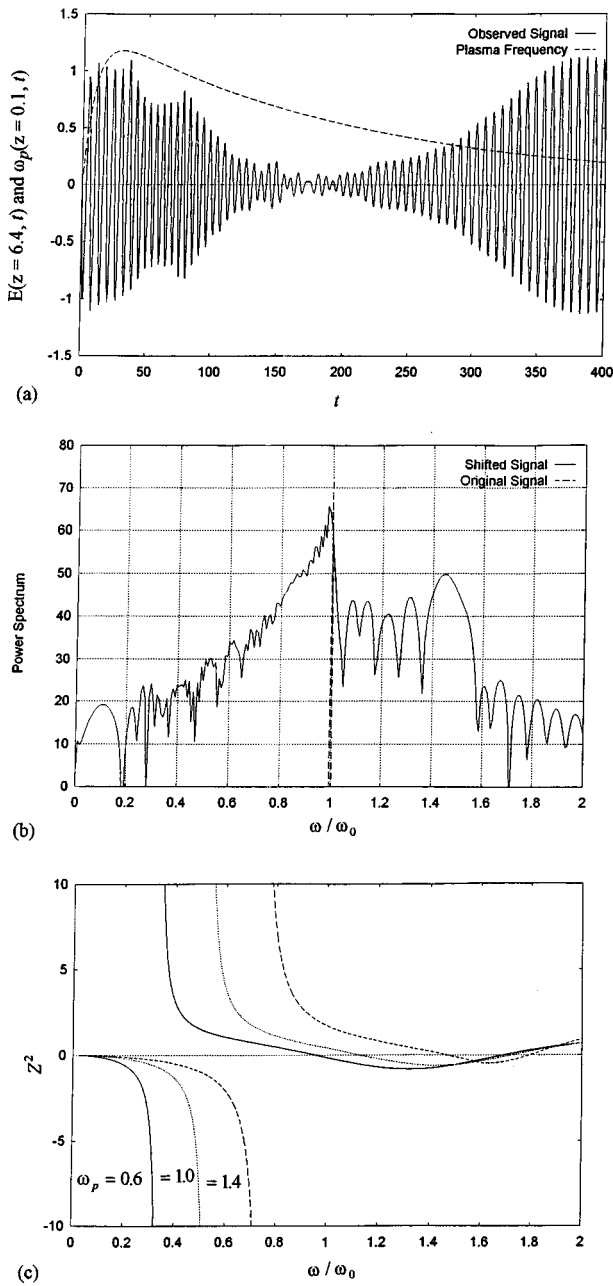 E(z = 6.4, t) and ω_p(z = 0.1, t)
Observed Signal
Plasma Frequency
1.5
1
0.5
0
-0.5
-1
-1.5
0 50 100 150 200 250 300 350 400
t
(a)
Power Spectrum
Shifted Signal
Original Signal
80
70
60
50
40
30
20
10
0
0 0.2 0.4 0.6 0.8 1 1.2 1.4 1.6 1.8 2
ω / ω₀
(b)
Z²
10
5
0
-5
-10
ω_p = 0.6 = 1.0 = 1.4
0 0.2 0.4 0.6 0.8 1 1.2 1.4 1.6 1.8 2
ω / ω₀
(c)